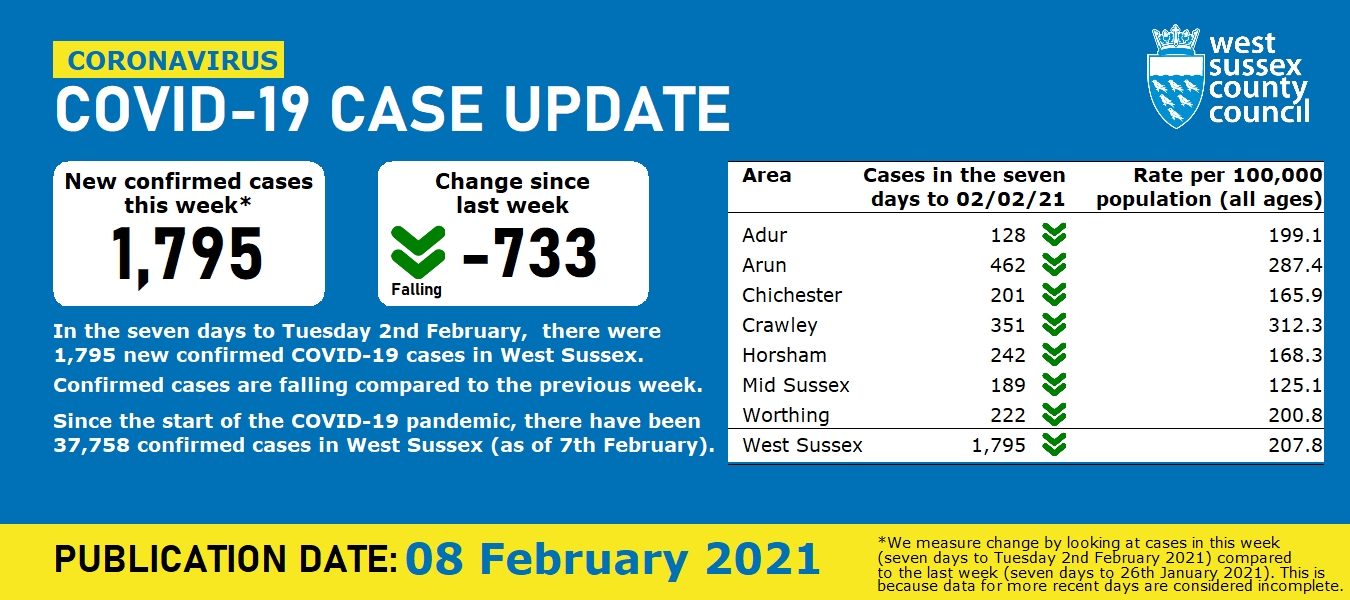 CORONAVIRUS
COVID-19 CASE UPDATE
west
sussex
county
council
New confirmed cases
this week*
1,795
Change since
last week
-733
Falling
In the seven days to Tuesday 2nd February, there were
1,795 new confirmed COVID-19 cases in West Sussex.
Confirmed cases are falling compared to the previous week.
Since the start of the COVID-19 pandemic, there have been
37,758 confirmed cases in West Sussex (as of 7th February).
Area Cases in the seven Rate per 100,000
days to 02/02/21 population (all ages)
Adur 128 199.1
Arun 462 287.4
Chichester 201 165.9
Crawley 351 312.3
Horsham 242 168.3
Mid Sussex 189 125.1
Worthing 222 200.8
West Sussex 1,795 207.8
PUBLICATION DATE: 08 February 2021
*We measure change by looking at cases in this week
(seven days to Tuesday 2nd February 2021) compared
to the last week (seven days to 26th January 2021). This is
because data for more recent days are considered incomplete.